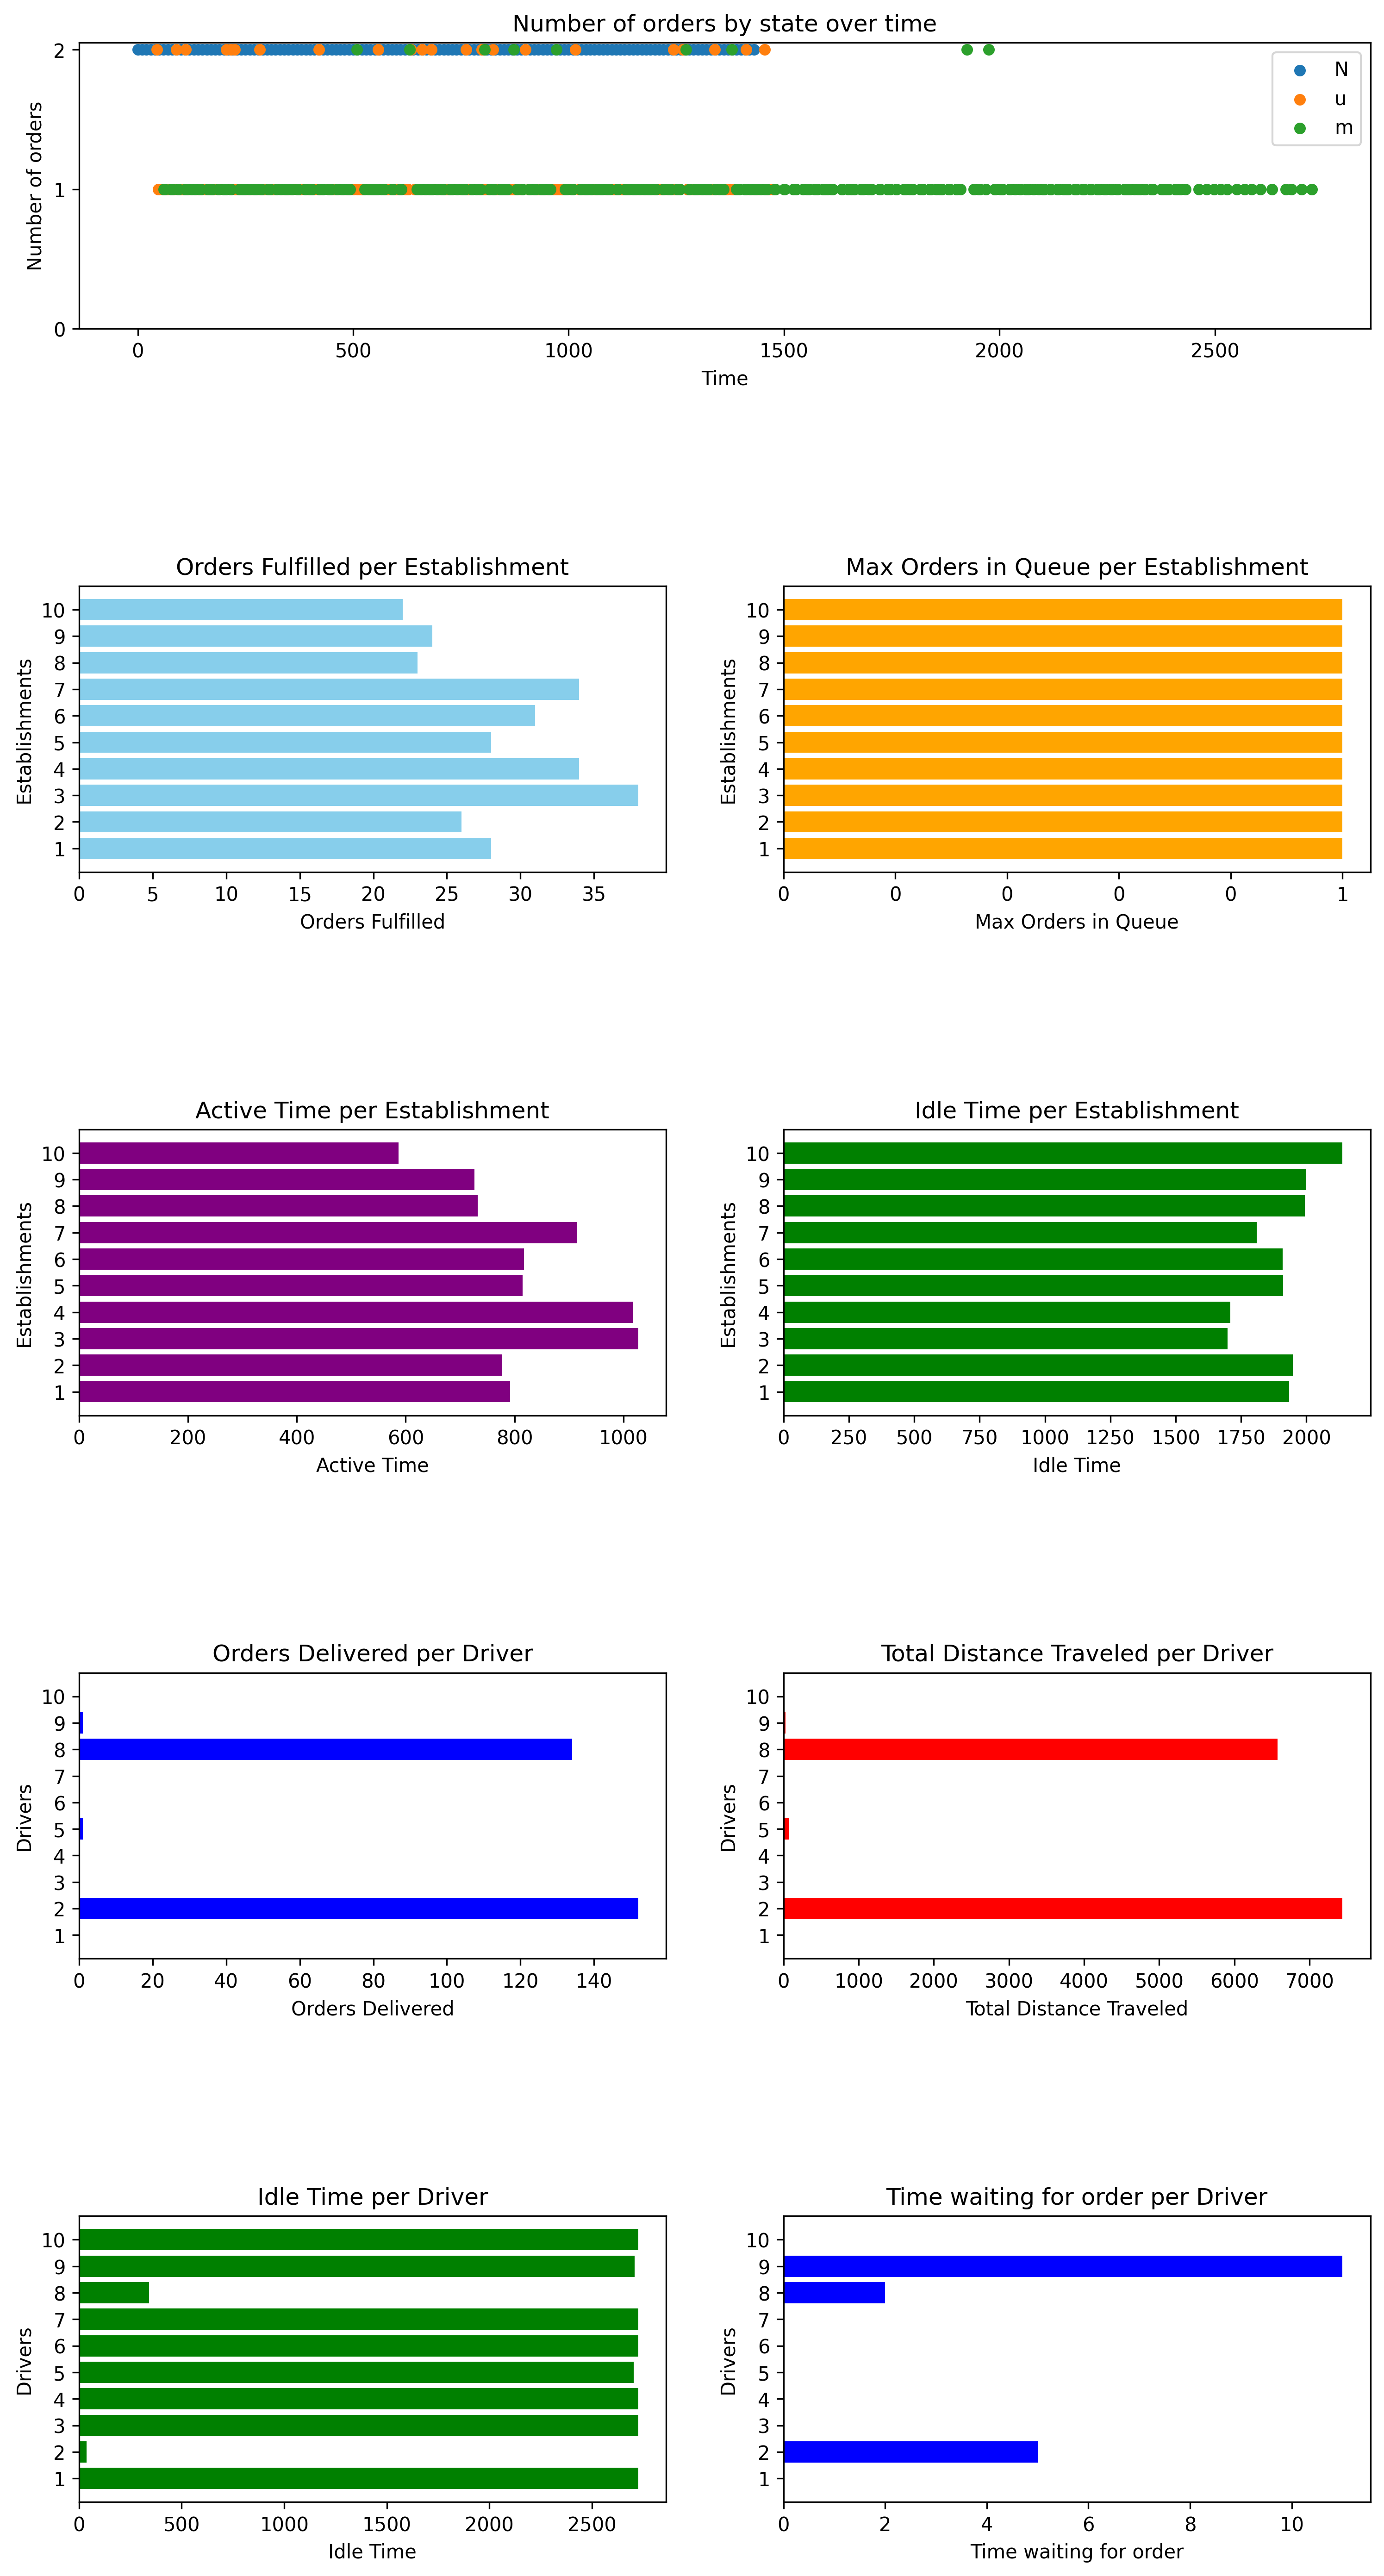 Number of orders by state over time
Number of orders
2
1
0
N
u
m
0 500 1000 1500 2000 2500
Time
Orders Fulfilled per Establishment
Establishments
10
9
8
7
6
5
4
3
2
1
0 5 10 15 20 25 30 35
Orders Fulfilled
Max Orders in Queue per Establishment
Establishments
10
9
8
7
6
5
4
3
2
1
0 0 0 0 0 1
Max Orders in Queue
Active Time per Establishment
Establishments
10
9
8
7
6
5
4
3
2
1
0 200 400 600 800 1000
Active Time
Idle Time per Establishment
Establishments
10
9
8
7
6
5
4
3
2
1
0 250 500 750 1000 1250 1500 1750 2000
Idle Time
Orders Delivered per Driver
Drivers
10
9
8
7
6
5
4
3
2
1
0 20 40 60 80 100 120 140
Orders Delivered
Total Distance Traveled per Driver
Drivers
10
9
8
7
6
5
4
3
2
1
0 1000 2000 3000 4000 5000 6000 7000
Total Distance Traveled
Idle Time per Driver
Drivers
10
9
8
7
6
5
4
3
2
1
0 500 1000 1500 2000 2500
Idle Time
Time waiting for order per Driver
Drivers
10
9
8
7
6
5
4
3
2
1
0 2 4 6 8 10
Time waiting for order